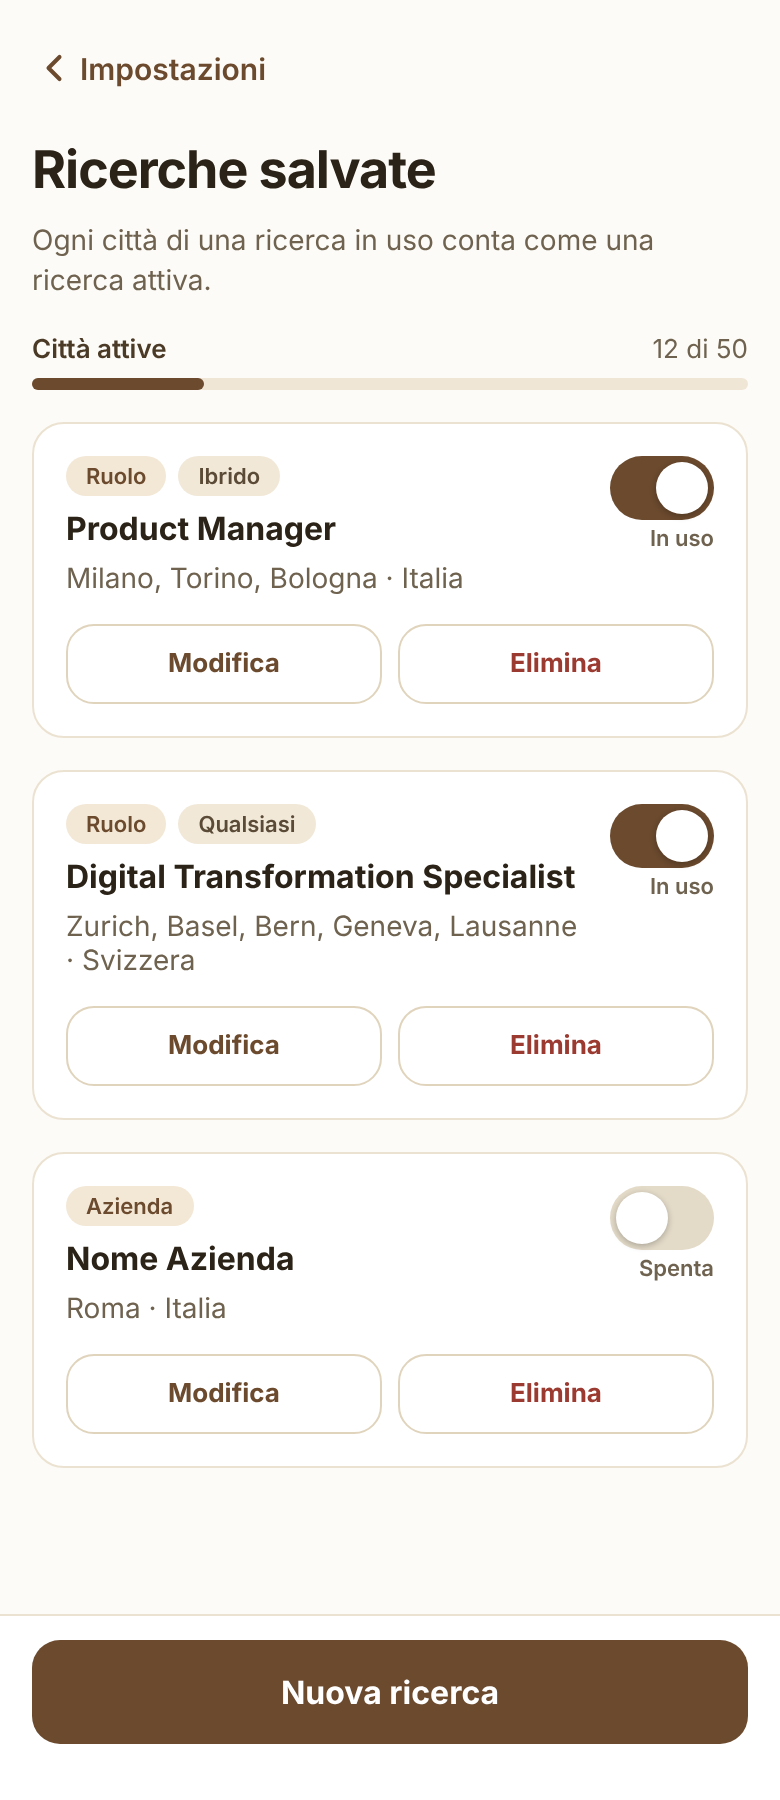 Impostazioni
Ricerche salvate
Ogni città di una ricerca in uso conta come una
ricerca attiva.
Città attive 12 di 50
Ruolo Ibrido
In uso
Product Manager
Milano, Torino, Bologna · Italia
Modifica Elimina
Ruolo Qualsiasi
In uso
Digital Transformation Specialist
Zurich, Basel, Bern, Geneva, Lausanne
· Svizzera
Modifica Elimina
Azienda
Spenta
Nome Azienda
Roma · Italia
Modifica Elimina
Nuova ricerca